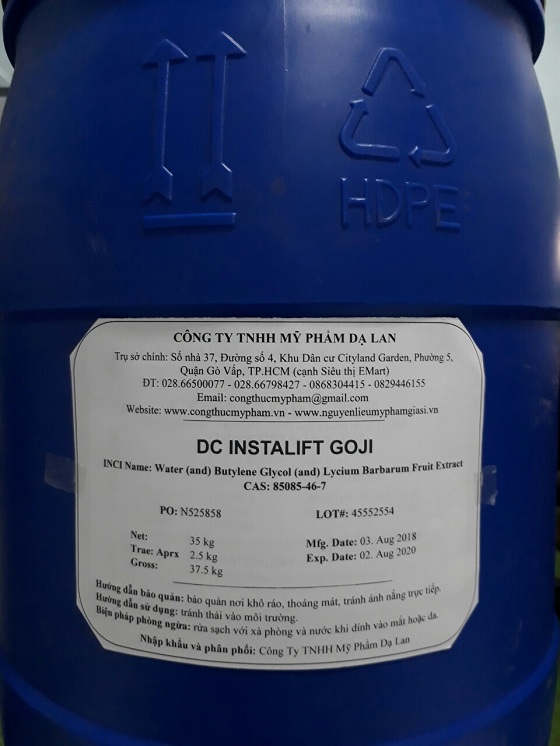 HDPE
CÔNG TY TNHH MỸ PHẨM DẠ LAN
Trụ sở chính: Số nhà 37, Đường số 4, Khu Dân cư Cityland Garden, Phường 5,
Quận Gò Vấp, TP.HCM (cạnh Siêu thị EMart)
ĐT: 028.66500077 - 028.66798427 - 0868304415 - 0829446155
Email: congthucmypham@gmail.com
Website: www.congthucmypham.vn - www.nguyenlieumyphamgiasi.vn
DC INSTALIFT GOJI
INCI Name: Water (and) Butylene Glycol (and) Lycium Barbarum Fruit Extract
CAS: 85085-46-7
PO: N525858 LOT#: 45552554
Net: 35 kg Mfg. Date: 03. Aug 2018
Trae: Aprx 2.5 kg Exp. Date: 02. Aug 2020
Gross: 37.5 kg
Hướng dẫn bảo quản: bảo quản nơi khô ráo, thoáng mát, tránh ánh nắng trực tiếp.
Hướng dẫn sử dụng: tránh thải vào môi trường.
Biện pháp phòng ngừa: rửa sạch với xà phòng và nước khi dính vào mắt hoặc da.
Nhập khẩu và phân phối: Công Ty TNHH Mỹ Phẩm Dạ Lan